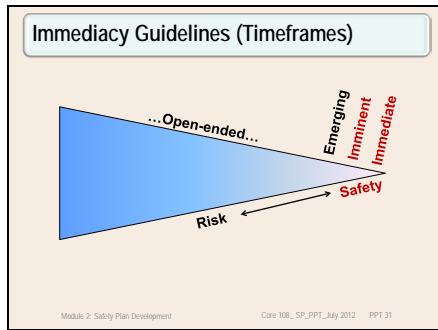 Immediacy Guidelines (Timeframes)
…Open-ended…
Emerging
Imminent
Immediate
Safety
Risk
Module 2: Safety Plan Development
Core 108_ SP_PPT_July 2012 PPT 31